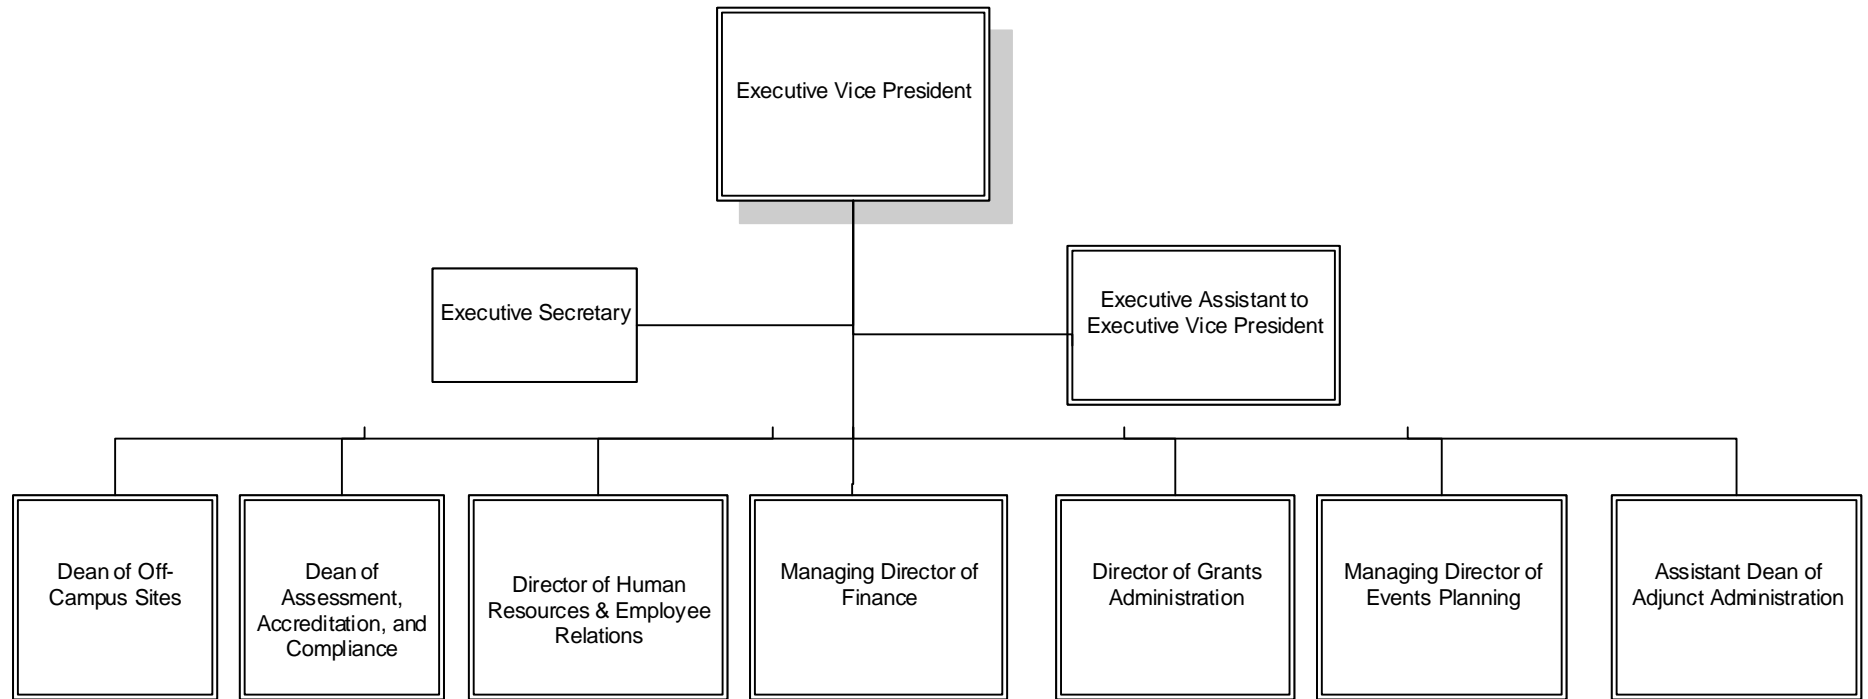 Executive Vice President
Executive Secretary
Executive Assistant to
Executive Vice President
Dean of Off-
Campus Sites
Dean of
Assessment,
Accreditation, and
Compliance
Director of Human
Resources & Employee
Relations
Managing Director of
Finance
Director of Grants
Administration
Managing Director of
Events Planning
Assistant Dean of
Adjunct Administration